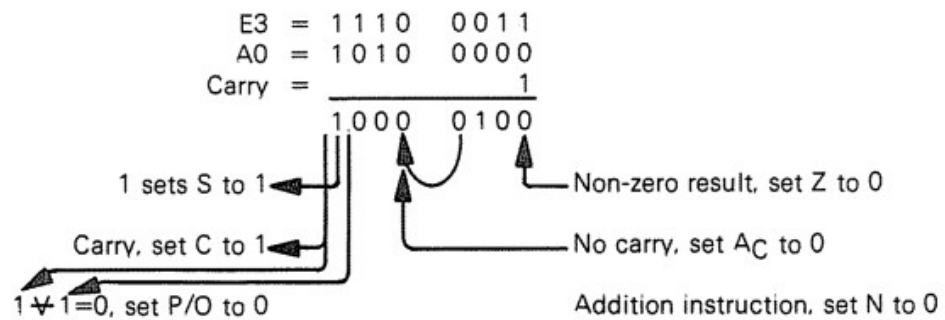 E3 = 1110 0011
A0 = 1010 0000
Carry = 1
1000 0100
1 sets S to 1
Non-zero result, set Z to 0
Carry, set C to 1
No carry, set AC to 0
1 ⊻ 1=0, set P/O to 0
Addition instruction, set N to 0